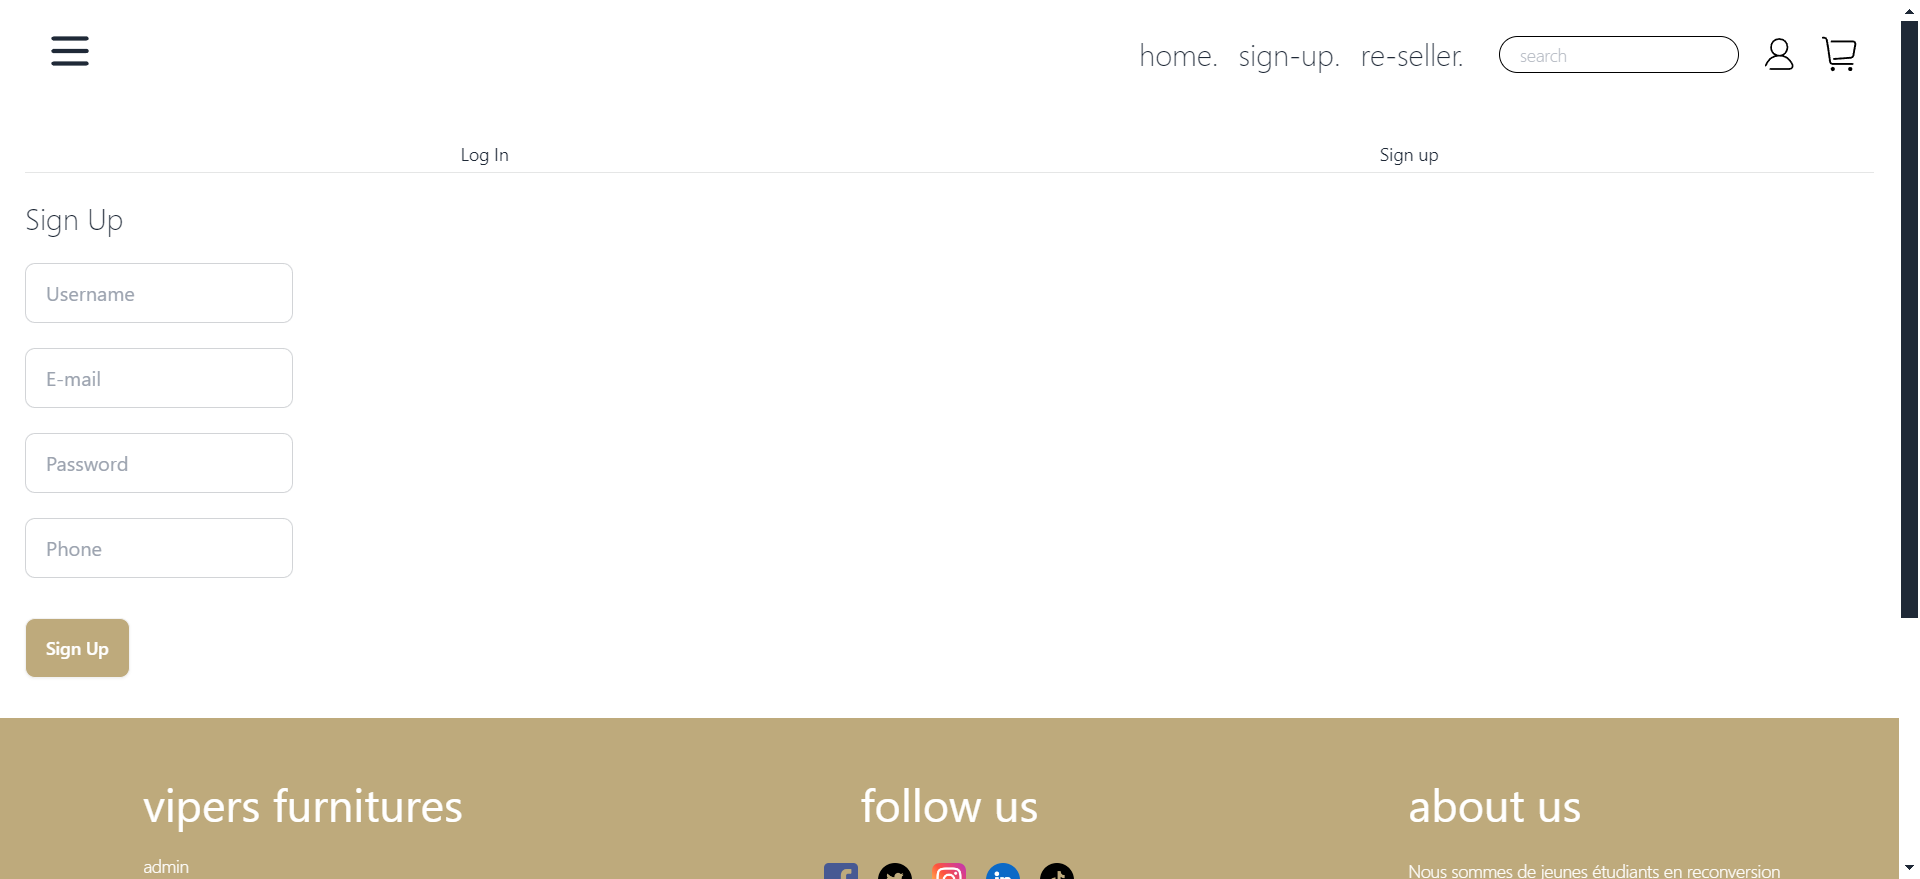 home. sign-up. re-seller. search
Log In Sign up
Sign Up
Username
E-mail
Password
Phone
Sign Up
vipers furnitures follow us about us
admin
Nous sommes de jeunes étudiants en reconversion